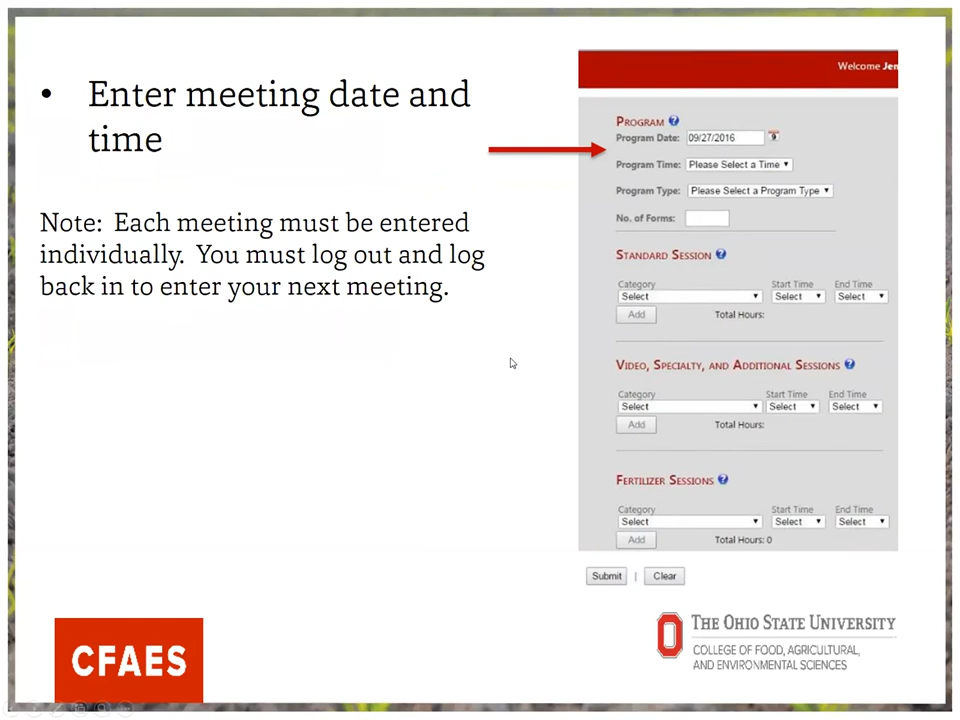 • Enter meeting date and
time
Note: Each meeting must be entered
individually. You must log out and log
back in to enter your next meeting.
Welcome Jen
PROGRAM
Program Date: 09/27/2016
Program Time: Please Select a Time
Program Type: Please Select a Program Type
No. of Forms:
STANDARD SESSION
Category Start Time End Time
Select Select Select
Add Total Hours:
VIDEO, SPECIALTY, AND ADDITIONAL SESSIONS
Category Start Time End Time
Select Select Select
Add Total Hours:
FERTILIZER SESSIONS
Category Start Time End Time
Select Select Select
Add Total Hours: 0
Submit | Clear
CFAES
THE OHIO STATE UNIVERSITY
COLLEGE OF FOOD, AGRICULTURAL,
AND ENVIRONMENTAL SCIENCES